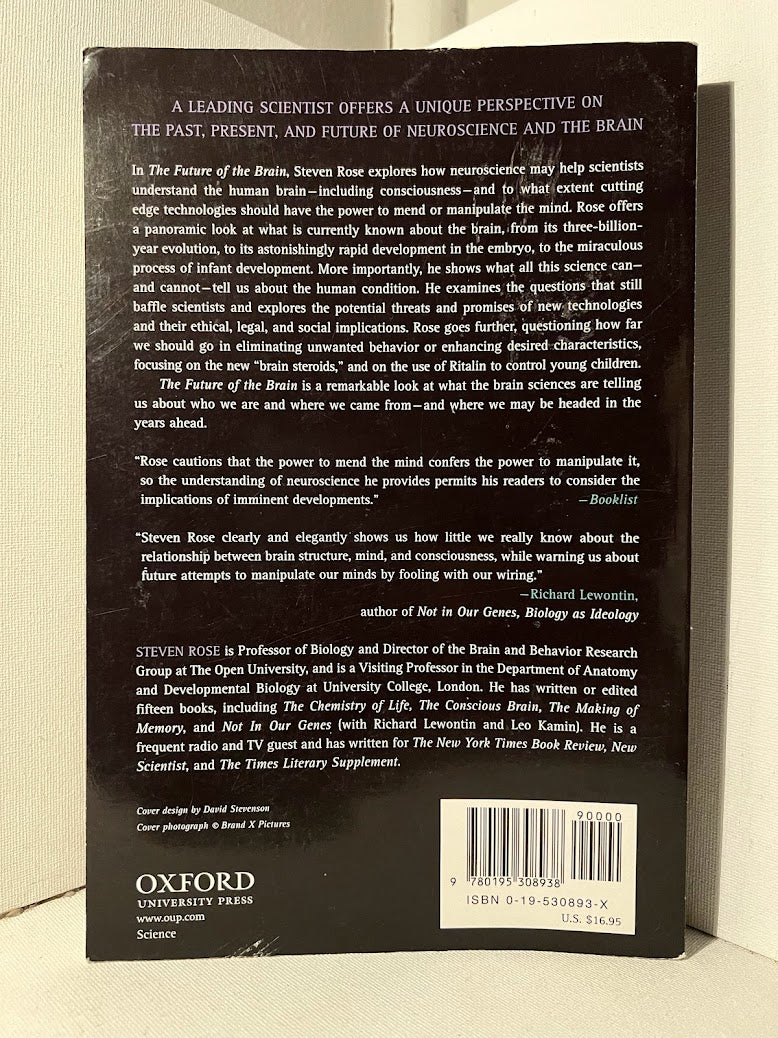 A LEADING SCIENTIST OFFERS A UNIQUE PERSPECTIVE ON
THE PAST, PRESENT, AND FUTURE OF NEUROSCIENCE AND THE BRAIN
In The Future of the Brain, Steven Rose explores how neuroscience may help scientists
understand the human brain—including consciousness—and to what extent cutting
edge technologies should have the power to mend or manipulate the mind. Rose offers
a panoramic look at what is currently known about the brain, from its three-billion-
year evolution, to its astonishingly rapid development in the embryo, to the miraculous
process of infant development. More importantly, he shows what all this science can—
and cannot—tell us about the human condition. He examines the questions that still
baffle scientists and explores the potential threats and promises of new technologies
and their ethical, legal, and social implications. Rose goes further, questioning how far
we should go in eliminating unwanted behavior or enhancing desired characteristics,
focusing on the new “brain steroids,” and on the use of Ritalin to control young children.
The Future of the Brain is a remarkable look at what the brain sciences are telling
us about who we are and where we came from—and where we may be headed in the
years ahead.
“Rose cautions that the power to mend the mind confers the power to manipulate it,
so the understanding of neuroscience he provides permits his readers to consider the
implications of imminent developments.” —Booklist
“Steven Rose clearly and elegantly shows us how little we really know about the
relationship between brain structure, mind, and consciousness, while warning us about
future attempts to manipulate our minds by fooling with our wiring.”
—Richard Lewontin,
author of Not in Our Genes, Biology as Ideology
STEVEN ROSE is Professor of Biology and Director of the Brain and Behavior Research
Group at The Open University, and is a Visiting Professor in the Department of Anatomy
and Developmental Biology at University College, London. He has written or edited
fifteen books, including The Chemistry of Life, The Conscious Brain, The Making of
Memory, and Not In Our Genes (with Richard Lewontin and Leo Kamin). He is a
frequent radio and TV guest and has written for The New York Times Book Review, New
Scientist, and The Times Literary Supplement.
Cover design by David Stevenson
Cover photograph © Brand X Pictures
OXFORD
UNIVERSITY PRESS
www.oup.com
Science
90000
9 780195 308938
ISBN 0-19-530893-X
U.S. $16.95